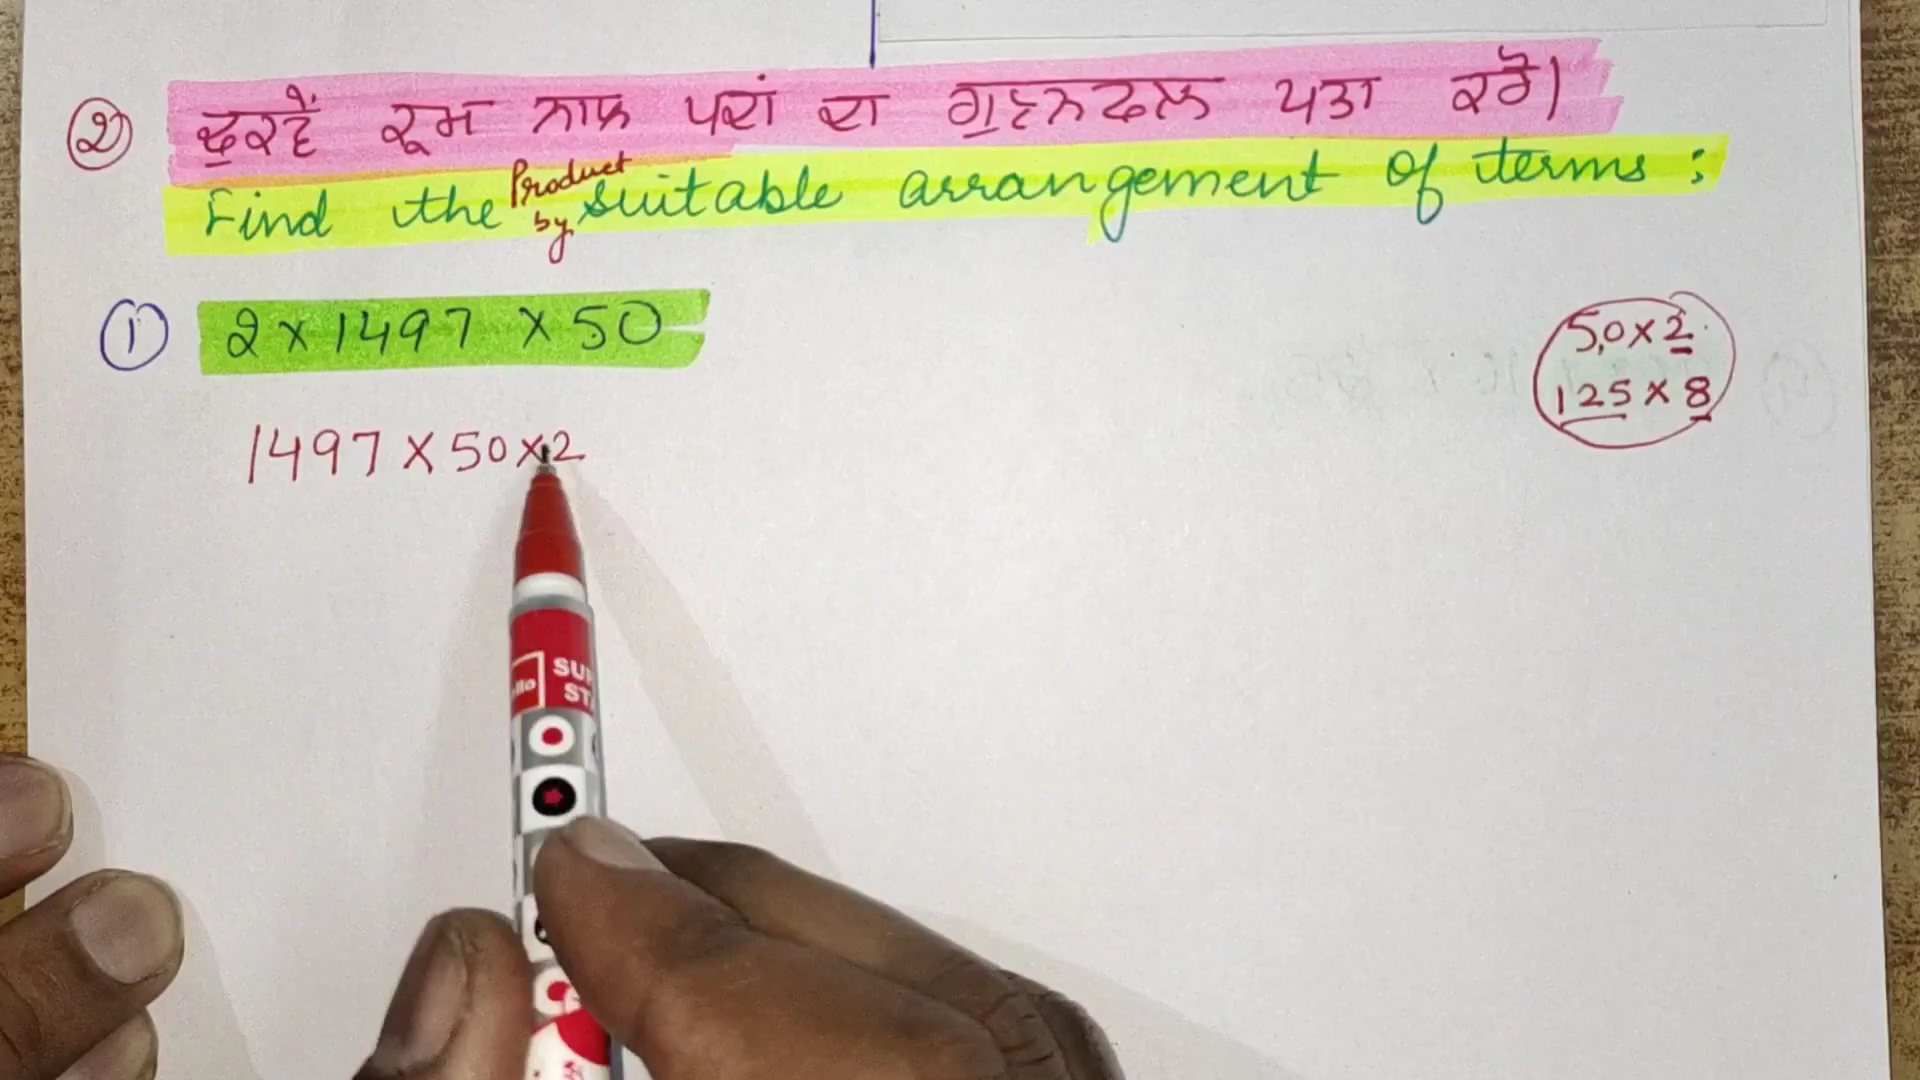 ② ਢੁਕਵੇਂ ਕ੍ਰਮ ਨਾਲ ਪਦਾਂ ਦਾ ਗੁਣਨਫਲ ਪਤਾ ਕਰੋ।
Find the Product by suitable arrangement of terms :
① 2 × 1497 × 50
50 × 2
125 × 8
1497 × 50 × 2